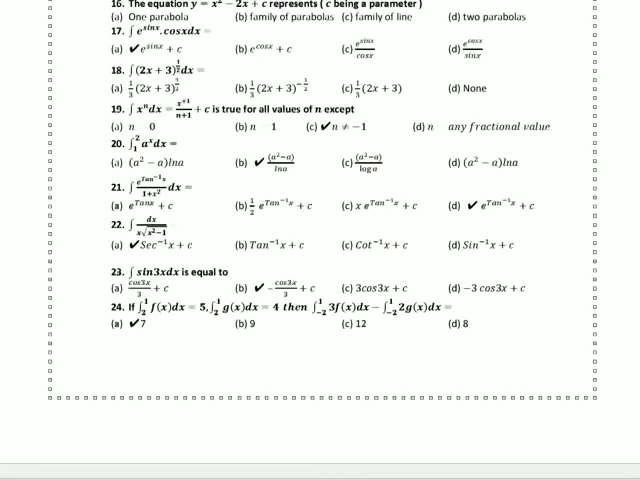 16. The equation y = x² − 2x + c represents ( c being a parameter )
(a) One parabola (b) family of parabolas (c) family of line (d) two parabolas
17. ∫ e^sinx. cosxdx =
(a) ✔e^sinx + c (b) e^cosx + c (c) e^sinx/cosx (d) e^cosx/sinx
18. ∫(2x + 3)^1/2 dx =
(a) 1/3 (2x + 3)^3/2 (b) 1/3 (2x + 3)^−1/2 (c) 1/3 (2x + 3) (d) None
19. ∫ xⁿdx = x^+1/n+1 + c is true for all values of n except
(a) n 0 (b) n 1 (c) ✔n ≠ −1 (d) n any fractional value
20. ∫₁² aˣdx =
(a) (a² − a)lna (b) ✔ (a²−a)/lna (c) (a²−a)/log a (d) (a² − a)lna
21. ∫ e^Tan⁻¹x/1+x² dx =
(a) e^Tanx + c (b) 1/2 e^Tan⁻¹x + c (c) x e^Tan⁻¹x + c (d) ✔ e^Tan⁻¹x + c
22. ∫ dx/x√x²−1
(a) ✔Sec⁻¹x + c (b) Tan⁻¹x + c (c) Cot⁻¹x + c (d) Sin⁻¹x + c
23. ∫ sin3xdx is equal to
(a) cos3x/3 + c (b) ✔ - cos3x/3 + c (c) 3cos3x + c (d) −3 cos3x + c
24. If ∫₂¹ f(x)dx = 5, ∫₂¹ g(x)dx = 4 then ∫₋₂¹ 3f(x)dx − ∫₋₂¹ 2g(x)dx =
(a) ✔7 (b) 9 (c) 12 (d) 8